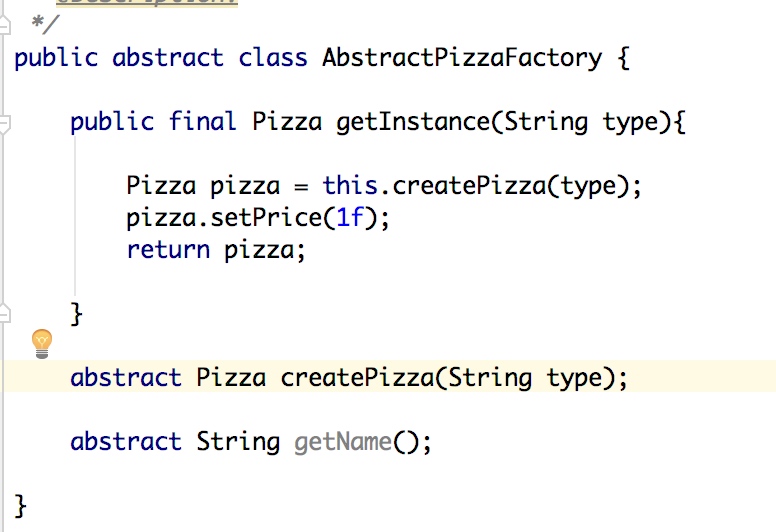 */
public abstract class AbstractPizzaFactory {
public final Pizza getInstance(String type){
Pizza pizza = this.createPizza(type);
pizza.setPrice(1f);
return pizza;
}
abstract Pizza createPizza(String type);
abstract String getName();
}